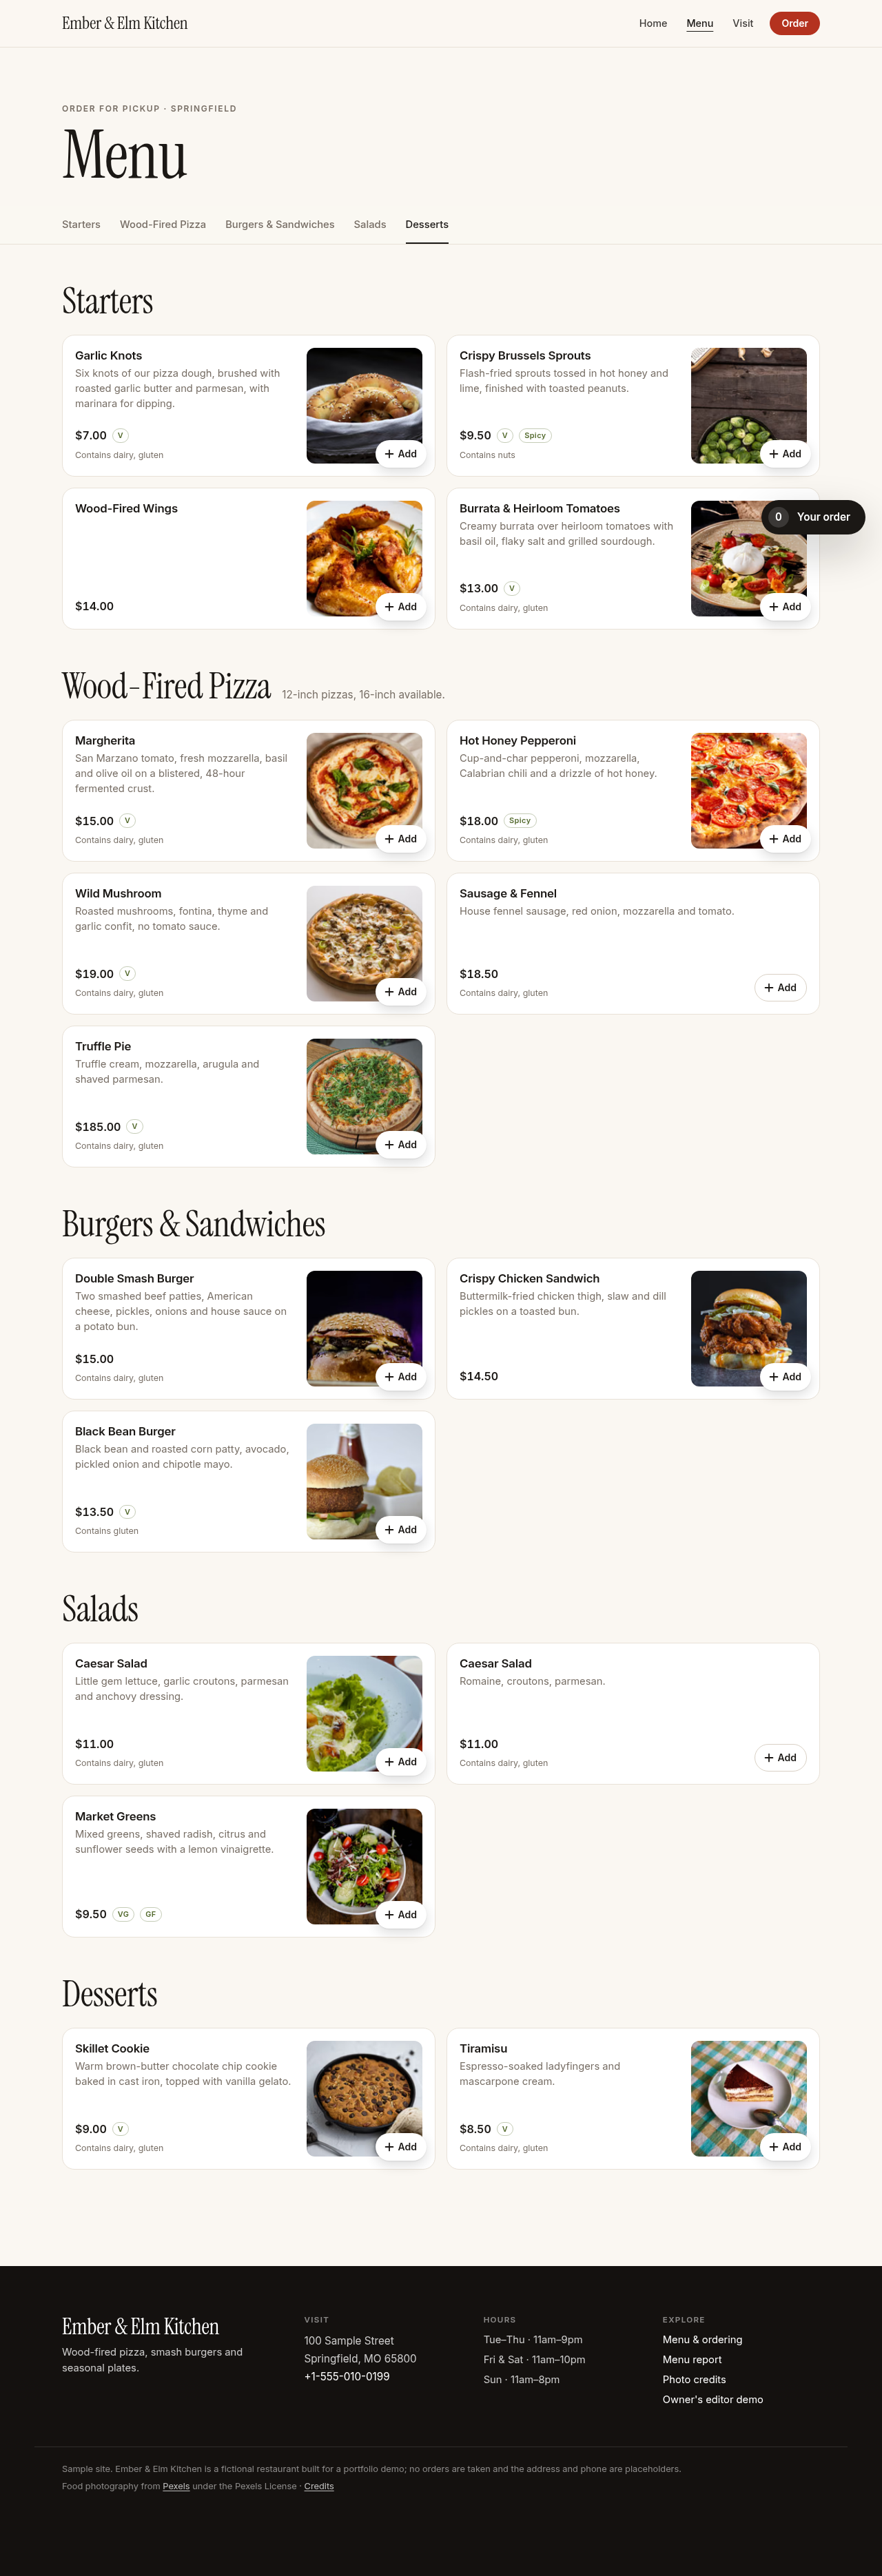 Ember & Elm Kitchen
Home
Menu
Visit
Order
ORDER FOR PICKUP · SPRINGFIELD
Menu
Starters
Wood-Fired Pizza
Burgers & Sandwiches
Salads
Desserts
Starters
Garlic Knots
Six knots of our pizza dough, brushed with
roasted garlic butter and parmesan, with
marinara for dipping.
$7.00 V
Contains dairy, gluten
+ Add
Crispy Brussels Sprouts
Flash-fried sprouts tossed in hot honey and
lime, finished with toasted peanuts.
$9.50 V Spicy
Contains nuts
+ Add
Wood-Fired Wings
$14.00
+ Add
Burrata & Heirloom Tomatoes
Creamy burrata over heirloom tomatoes with
basil oil, flaky salt and grilled sourdough.
$13.00 V
Contains dairy, gluten
+ Add
0 Your order
Wood-Fired Pizza 12-inch pizzas, 16-inch available.
Margherita
San Marzano tomato, fresh mozzarella, basil
and olive oil on a blistered, 48-hour
fermented crust.
$15.00 V
Contains dairy, gluten
+ Add
Hot Honey Pepperoni
Cup-and-char pepperoni, mozzarella,
Calabrian chili and a drizzle of hot honey.
$18.00 Spicy
Contains dairy, gluten
+ Add
Wild Mushroom
Roasted mushrooms, fontina, thyme and
garlic confit, no tomato sauce.
$19.00 V
Contains dairy, gluten
+ Add
Sausage & Fennel
House fennel sausage, red onion, mozzarella and tomato.
$18.50
Contains dairy, gluten
+ Add
Truffle Pie
Truffle cream, mozzarella, arugula and
shaved parmesan.
$185.00 V
Contains dairy, gluten
+ Add
Burgers & Sandwiches
Double Smash Burger
Two smashed beef patties, American
cheese, pickles, onions and house sauce on
a potato bun.
$15.00
Contains dairy, gluten
+ Add
Crispy Chicken Sandwich
Buttermilk-fried chicken thigh, slaw and dill
pickles on a toasted bun.
$14.50
+ Add
Black Bean Burger
Black bean and roasted corn patty, avocado,
pickled onion and chipotle mayo.
$13.50 V
Contains gluten
+ Add
Salads
Caesar Salad
Little gem lettuce, garlic croutons, parmesan
and anchovy dressing.
$11.00
Contains dairy, gluten
+ Add
Caesar Salad
Romaine, croutons, parmesan.
$11.00
Contains dairy, gluten
+ Add
Market Greens
Mixed greens, shaved radish, citrus and
sunflower seeds with a lemon vinaigrette.
$9.50 VG GF
+ Add
Desserts
Skillet Cookie
Warm brown-butter chocolate chip cookie
baked in cast iron, topped with vanilla gelato.
$9.00 V
Contains dairy, gluten
+ Add
Tiramisu
Espresso-soaked ladyfingers and
mascarpone cream.
$8.50 V
Contains dairy, gluten
+ Add
Ember & Elm Kitchen
Wood-fired pizza, smash burgers and
seasonal plates.
VISIT
100 Sample Street
Springfield, MO 65800
+1-555-010-0199
HOURS
Tue–Thu · 11am–9pm
Fri & Sat · 11am–10pm
Sun · 11am–8pm
EXPLORE
Menu & ordering
Menu report
Photo credits
Owner's editor demo
Sample site. Ember & Elm Kitchen is a fictional restaurant built for a portfolio demo; no orders are taken and the address and phone are placeholders.
Food photography from Pexels under the Pexels License · Credits